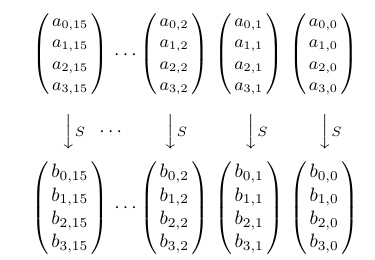 a0,15 ⋯ a0,2 a0,1 a0,0
a1,15 a1,2 a1,1 a1,0
a2,15 a2,2 a2,1 a2,0
a3,15 a3,2 a3,1 a3,0
↓S ⋯ ↓S ↓S ↓S
b0,15 ⋯ b0,2 b0,1 b0,0
b1,15 b1,2 b1,1 b1,0
b2,15 b2,2 b2,1 b2,0
b3,15 b3,2 b3,1 b3,0